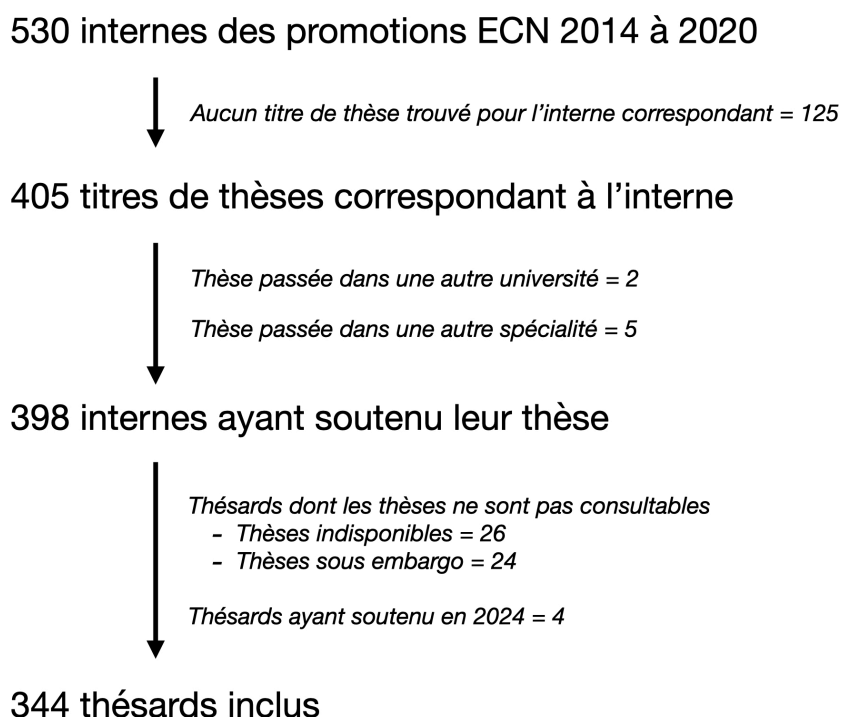 530 internes des promotions ECN 2014 à 2020
Aucun titre de thèse trouvé pour l'interne correspondant = 125
405 titres de thèses correspondant à l'interne
Thèse passée dans une autre université = 2
Thèse passée dans une autre spécialité = 5
398 internes ayant soutenu leur thèse
Thésards dont les thèses ne sont pas consultables
- Thèses indisponibles = 26
- Thèses sous embargo = 24
Thésards ayant soutenu en 2024 = 4
344 thésards inclus